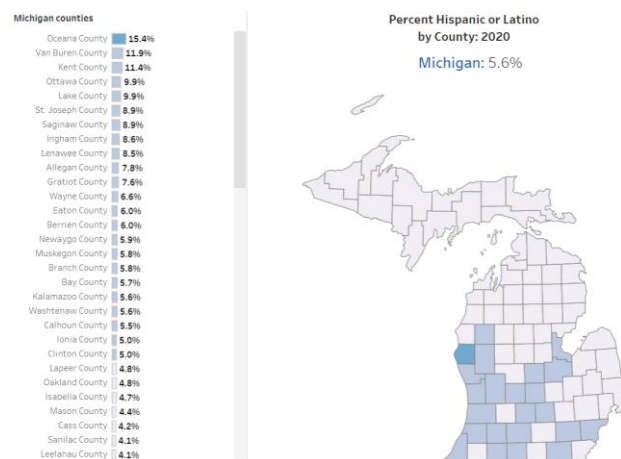 Michigan counties
Oceana County 15.4%
Van Buren County 11.9%
Kent County 11.4%
Ottawa County 9.9%
Lake County 9.9%
St. Joseph County 8.9%
Saginaw County 8.9%
Ingham County 8.6%
Lenawee County 8.5%
Allegan County 7.8%
Gratiot County 7.6%
Wayne County 6.6%
Eaton County 6.0%
Berrien County 6.0%
Newaygo County 5.9%
Muskegon County 5.8%
Branch County 5.8%
Bay County 5.7%
Kalamazoo County 5.6%
Washtenaw County 5.6%
Calhoun County 5.5%
Ionia County 5.0%
Clinton County 5.0%
Lapeer County 4.8%
Oakland County 4.8%
Isabella County 4.7%
Mason County 4.4%
Cass County 4.2%
Sanilac County 4.1%
Leelanau County 4.1%
Percent Hispanic or Latino
by County: 2020
Michigan: 5.6%